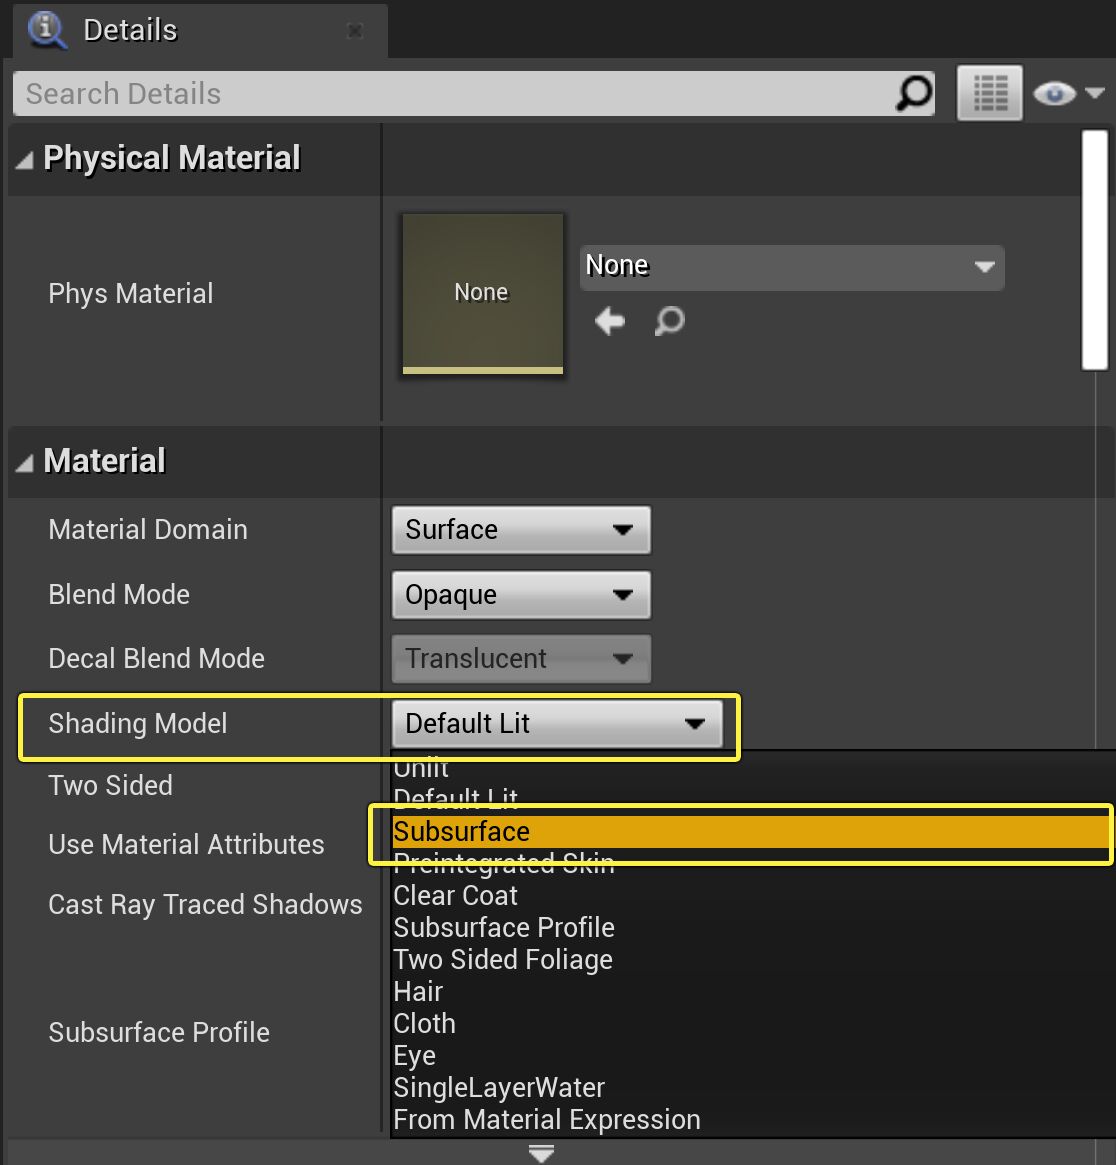 Details
Search Details
Physical Material
Phys Material
None
None
Material
Material Domain Surface
Blend Mode Opaque
Decal Blend Mode Translucent
Shading Model Default Lit
Unlit
Two Sided
Default Lit
Subsurface
Use Material Attributes
Preintegrated Skin
Clear Coat
Cast Ray Traced Shadows
Subsurface Profile
Two Sided Foliage
Hair
Cloth
Subsurface Profile
Eye
SingleLayerWater
From Material Expression